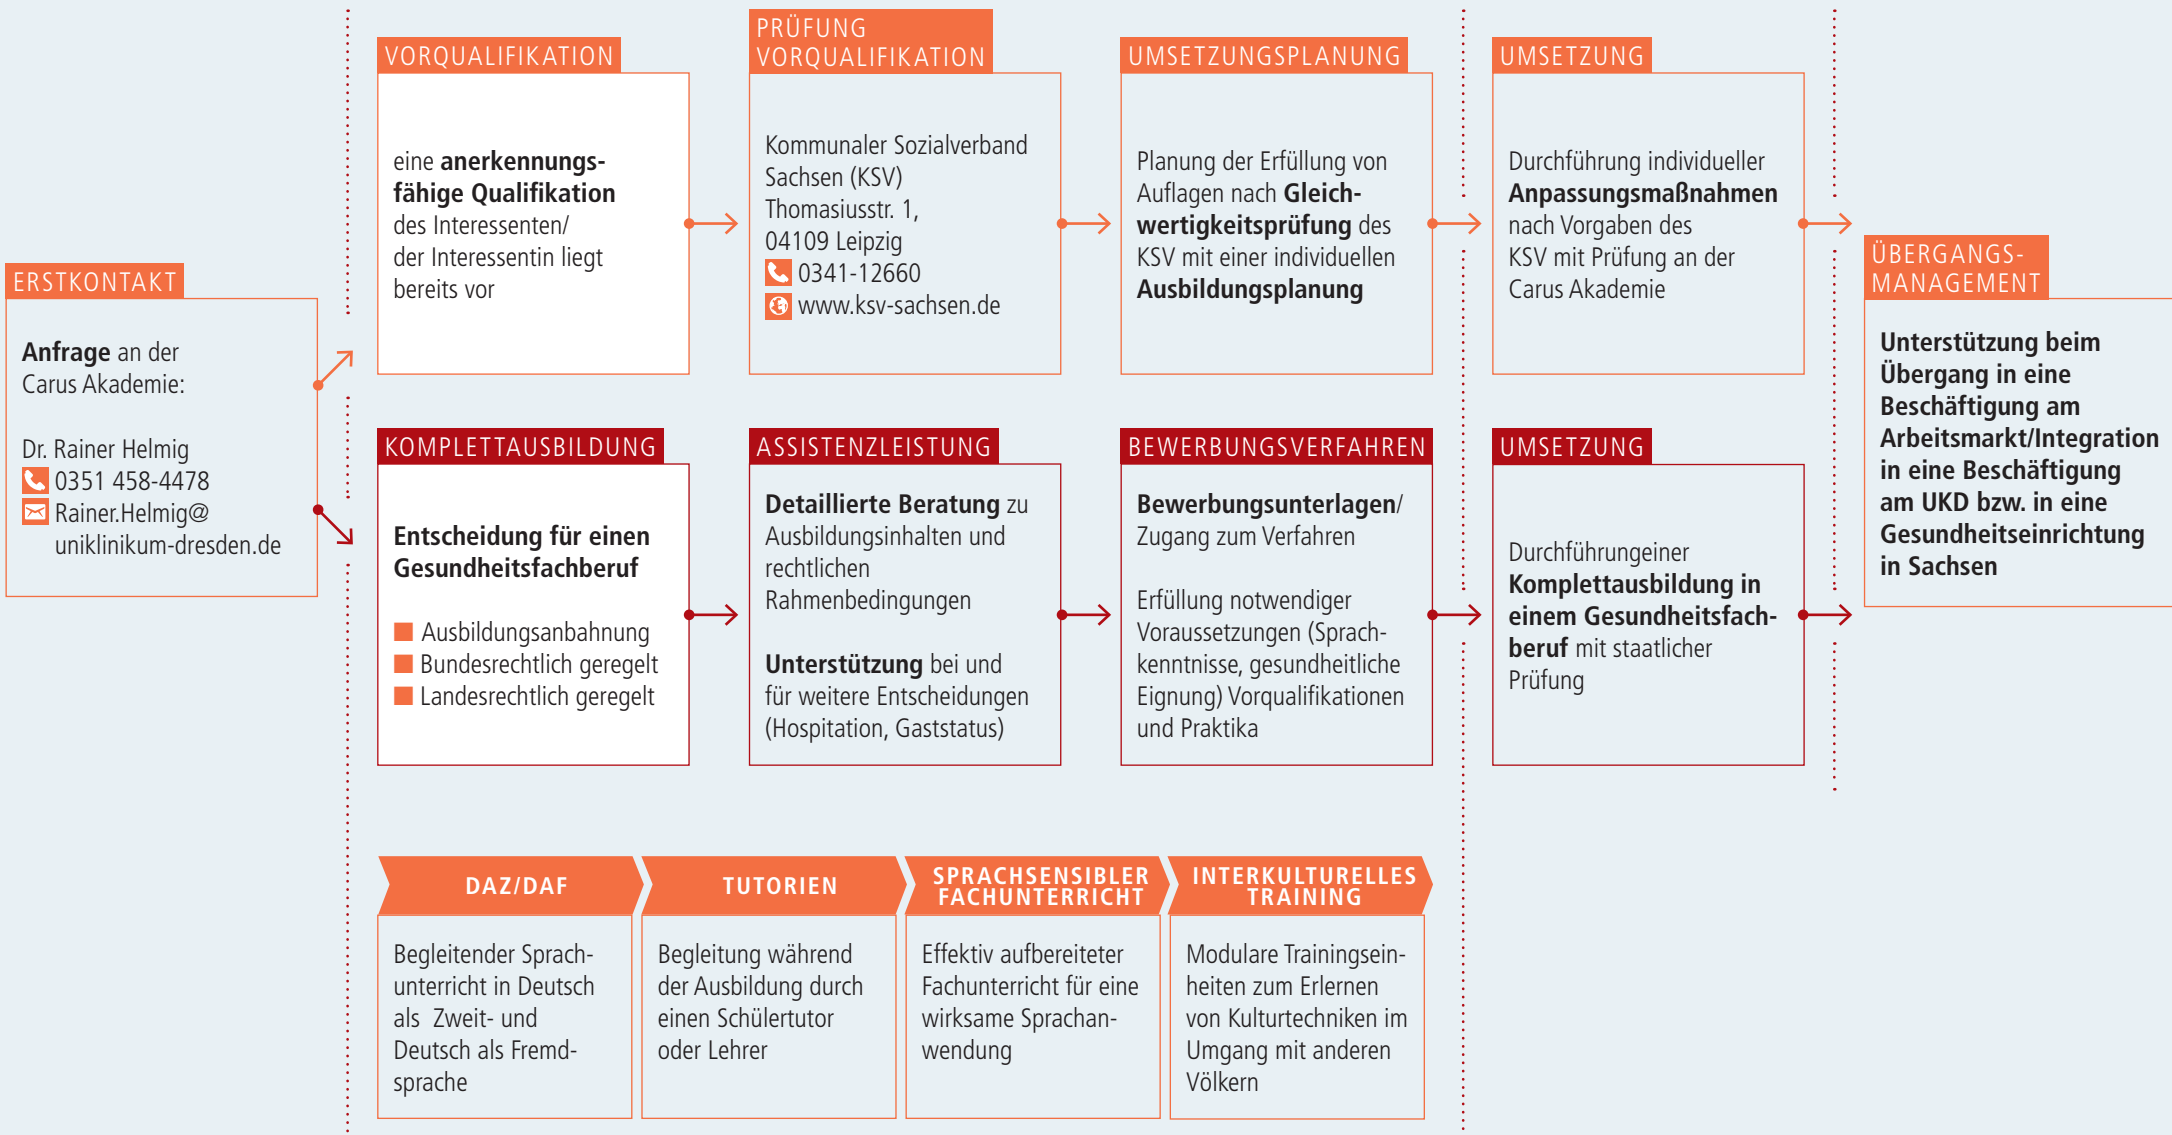 ERSTKONTAKT
Anfrage an der
Carus Akademie:
Dr. Rainer Helmig
0351 458-4478
Rainer.Helmig@
uniklinikum-dresden.de
VORQUALIFIKATION
eine anerkennungs-
fähige Qualifikation
des Interessenten/
der Interessentin liegt
bereits vor
PRÜFUNG
VORQUALIFIKATION
Kommunaler Sozialverband
Sachsen (KSV)
Thomasiusstr. 1,
04109 Leipzig
0341-12660
www.ksv-sachsen.de
UMSETZUNGSPLANUNG
Planung der Erfüllung von
Auflagen nach Gleich-
wertigkeitsprüfung des
KSV mit einer individuellen
Ausbildungsplanung
UMSETZUNG
Durchführung individueller
Anpassungsmaßnahmen
nach Vorgaben des
KSV mit Prüfung an der
Carus Akademie
KOMPLETTAUSBILDUNG
Entscheidung für einen
Gesundheitsfachberuf
Ausbildungsanbahnung
Bundesrechtlich geregelt
Landesrechtlich geregelt
ASSISTENZLEISTUNG
Detaillierte Beratung zu
Ausbildungsinhalten und
rechtlichen
Rahmenbedingungen
Unterstützung bei und
für weitere Entscheidungen
(Hospitation, Gaststatus)
BEWERBUNGSVERFAHREN
Bewerbungsunterlagen/
Zugang zum Verfahren
Erfüllung notwendiger
Voraussetzungen (Sprach-
kenntnisse, gesundheitliche
Eignung) Vorqualifikationen
und Praktika
UMSETZUNG
Durchführungeiner
Komplettausbildung in
einem Gesundheitsfach-
beruf mit staatlicher
Prüfung
ÜBERGANGS-
MANAGEMENT
Unterstützung beim
Übergang in eine
Beschäftigung am
Arbeitsmarkt/Integration
in eine Beschäftigung
am UKD bzw. in eine
Gesundheitseinrichtung
in Sachsen
DAZ/DAF
Begleitender Sprach-
unterricht in Deutsch
als Zweit- und
Deutsch als Fremd-
sprache
TUTORIEN
Begleitung während
der Ausbildung durch
einen Schülertutor
oder Lehrer
SPRACHSENSIBLER
FACHUNTERRICHT
Effektiv aufbereiteter
Fachunterricht für eine
wirksame Sprachan-
wendung
INTERKULTURELLES
TRAINING
Modulare Trainingsein-
heiten zum Erlernen
von Kulturtechniken im
Umgang mit anderen
Völkern